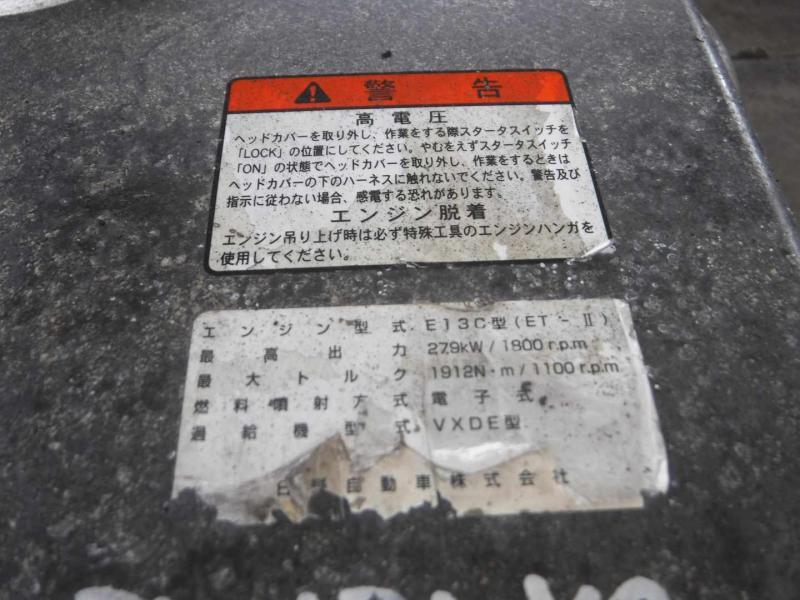 警告
高電圧
ヘッドカバーを取り外し、作業をする際スタータスイッチを
「LOCK」の位置にしてください。やむをえずスタータスイッチ
「ON」の状態でヘッドカバーを取り外し、作業をするときは
ヘッドカバーの下のハーネスに触れないでください。警告及び
指示に従わない場合、感電する恐れがあります。
エンジン脱着
エンジン吊り上げ時は必ず特殊工具のエンジンハンガを
使用してください。
エンジン型式 E13C型(ET-Ⅱ)
最高出力 279kW/1800r.p.m
最大トルク 1912N・m/1100r.p.m
燃料噴射方式 電子式
過給機型式 VXDE型
日野自動車株式会社